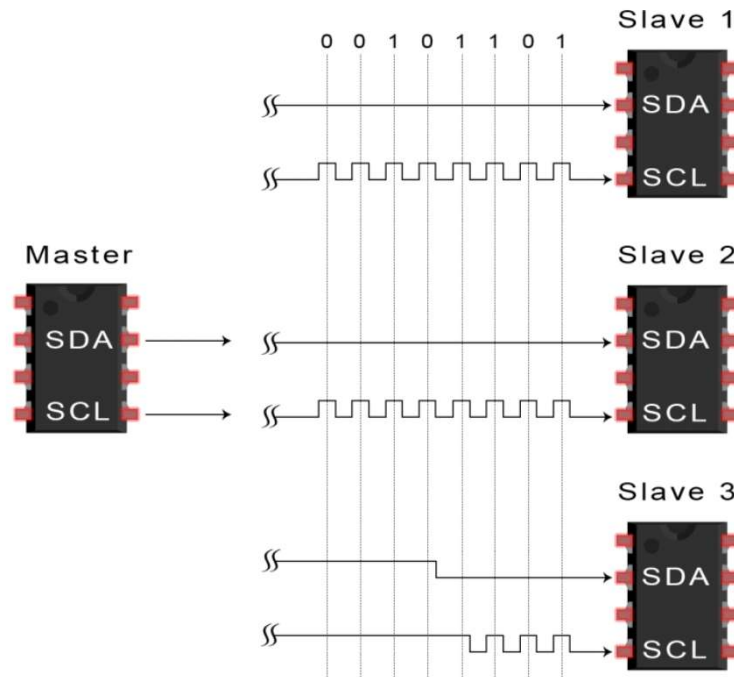 Slave 1
0 0 1 0 1 1 0 1
SDA
SCL
Master
SDA
SCL
Slave 2
SDA
SCL
Slave 3
SDA
SCL